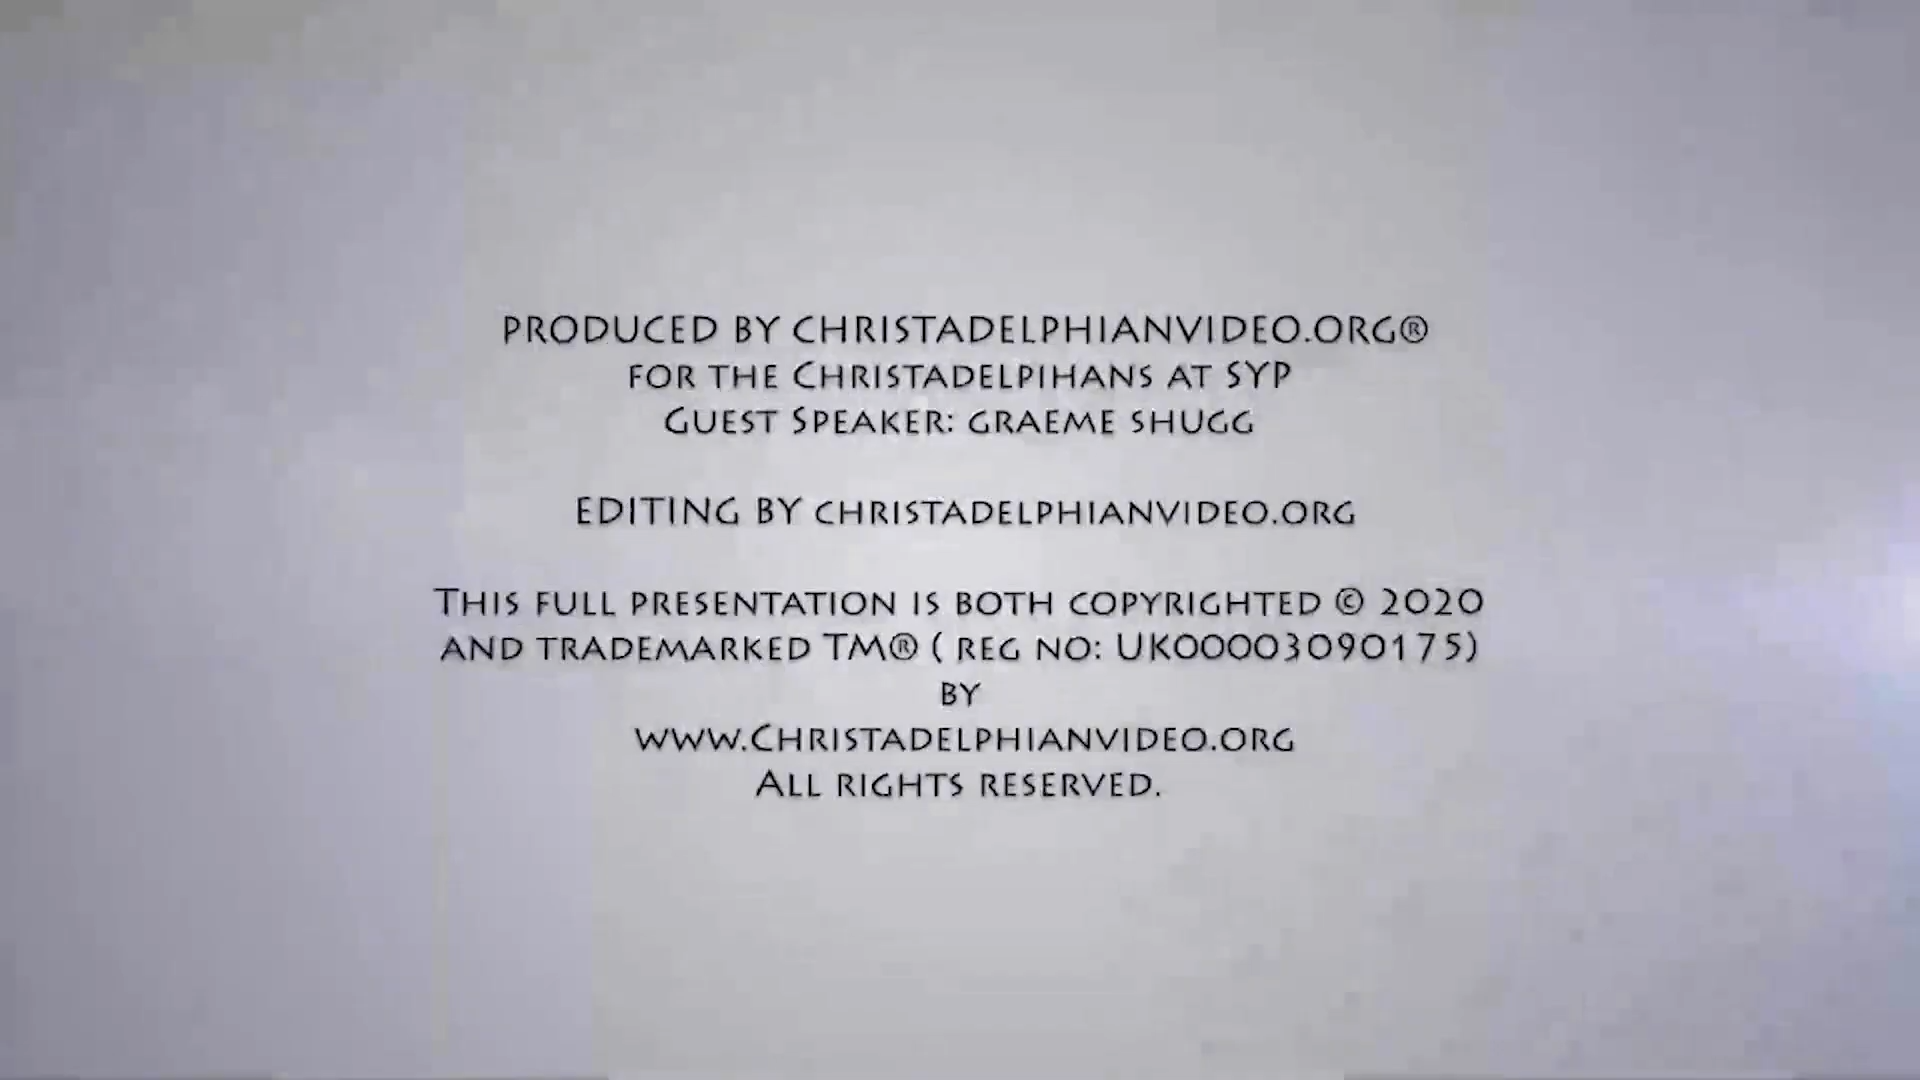 PRODUCED BY CHRISTADELPHIANVIDEO.ORG®
FOR THE CHRISTADELPIHANS AT SYP
GUEST SPEAKER: GRAEME SHUGG
EDITING BY CHRISTADELPHIANVIDEO.ORG
THIS FULL PRESENTATION IS BOTH COPYRIGHTED © 2020
AND TRADEMARKED TM® ( REG NO: UK00003090175)
BY
WWW.CHRISTADELPHIANVIDEO.ORG
ALL RIGHTS RESERVED.